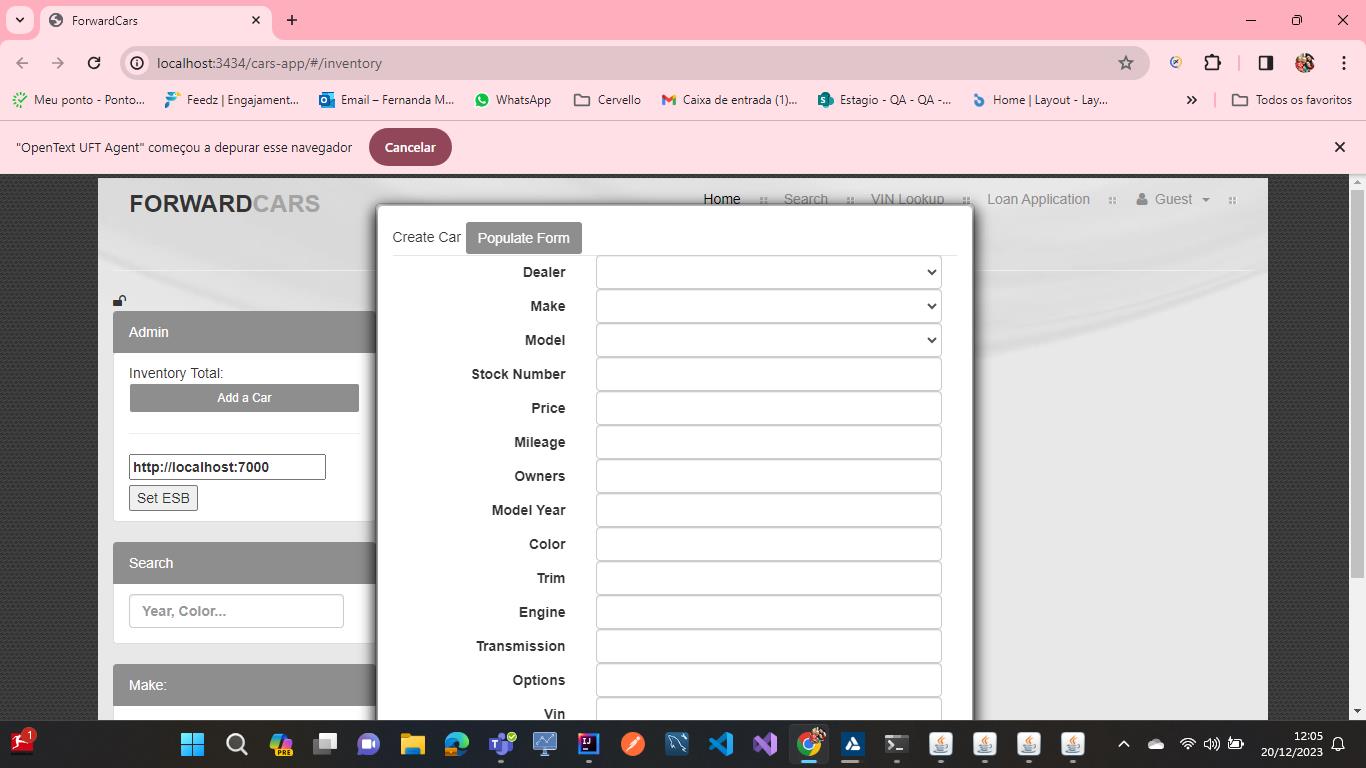 ForwardCars
localhost:3434/cars-app/#/inventory
Meu ponto - Ponto... Feedz | Engajament... Email – Fernanda M... WhatsApp Cervello Caixa de entrada (1)... Estagio - QA - QA -... Home | Layout - Lay... » Todos os favoritos
"OpenText UFT Agent" começou a depurar esse navegador Cancelar
FORWARDCARS
Home Search VIN Lookup Loan Application Guest
Create Car Populate Form
Dealer
Make
Model
Stock Number
Price
Mileage
Owners
Model Year
Color
Trim
Engine
Transmission
Options
Vin
Admin
Inventory Total:
Add a Car
http://localhost:7000
Set ESB
Search
Year, Color...
Make:
1
PRE
12:05
20/12/2023